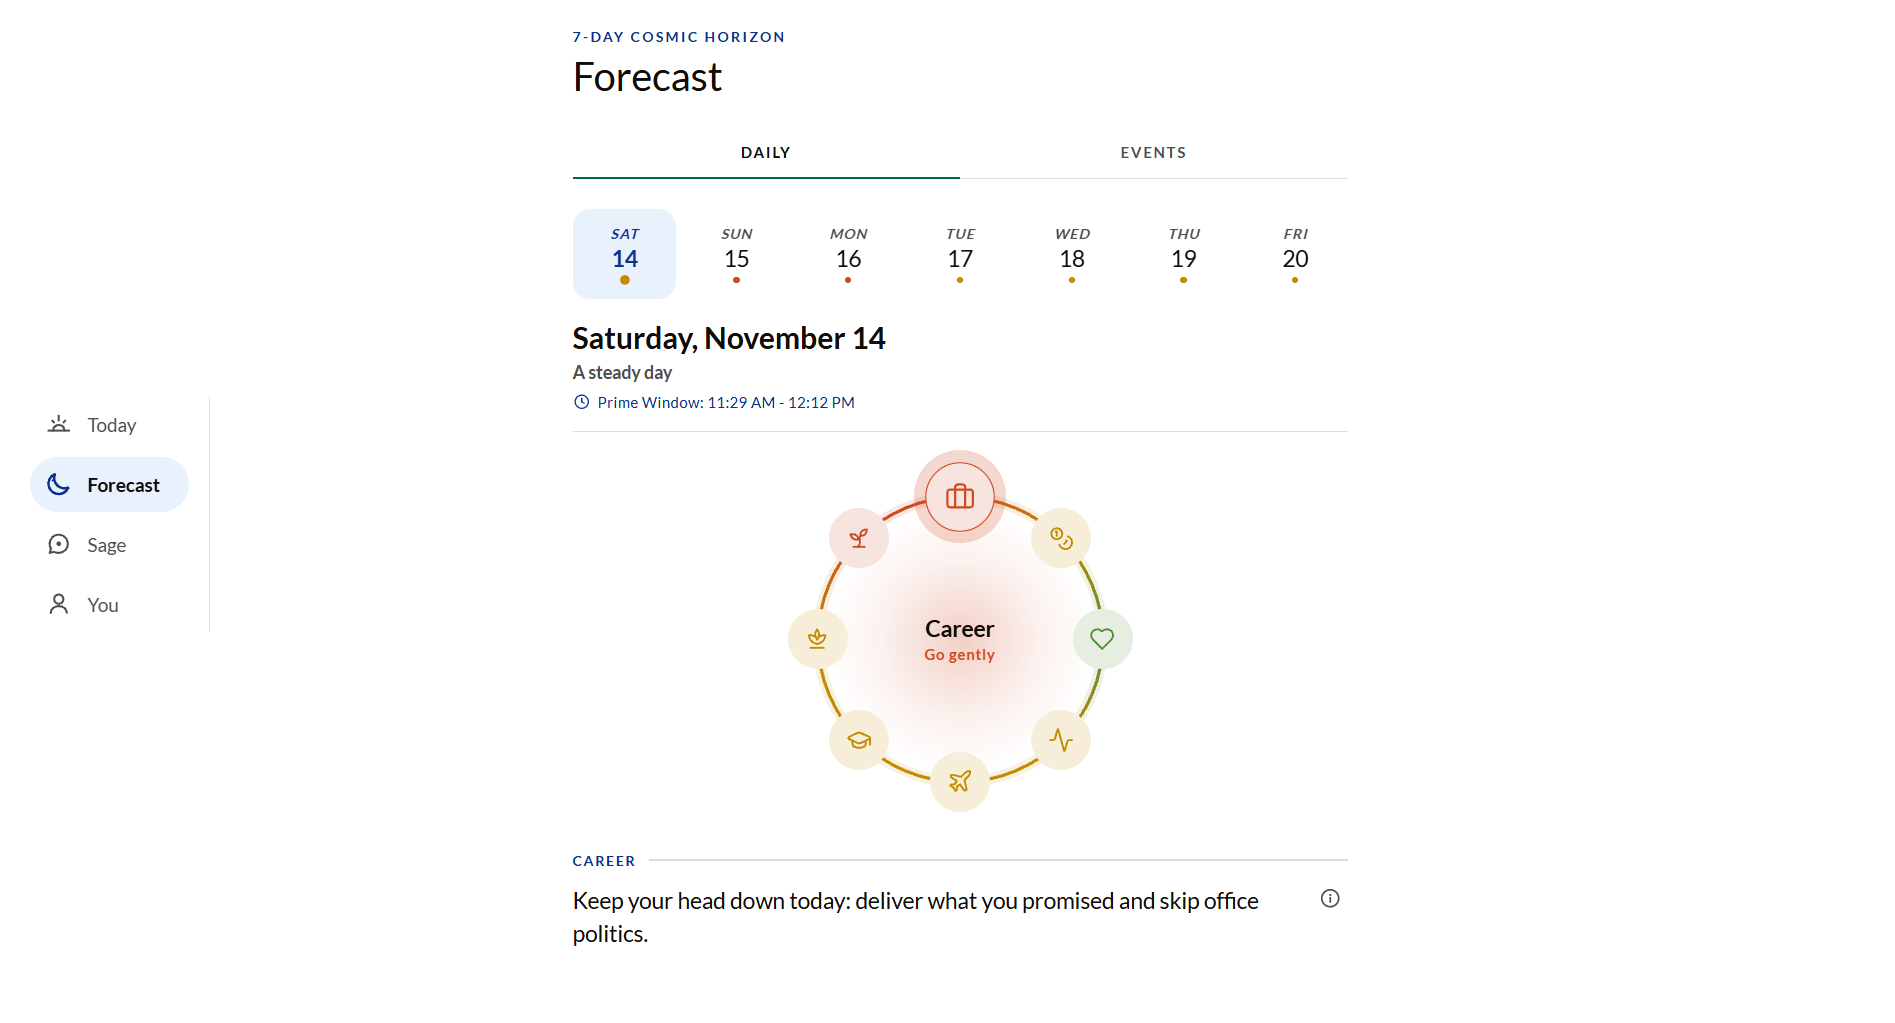 7-DAY COSMIC HORIZON
Forecast
DAILY
EVENTS
SAT
14
SUN
15
MON
16
TUE
17
WED
18
THU
19
FRI
20
Saturday, November 14
A steady day
Prime Window: 11:29 AM - 12:12 PM
Today
Forecast
Sage
You
Career
Go gently
CAREER
Keep your head down today: deliver what you promised and skip office
politics.